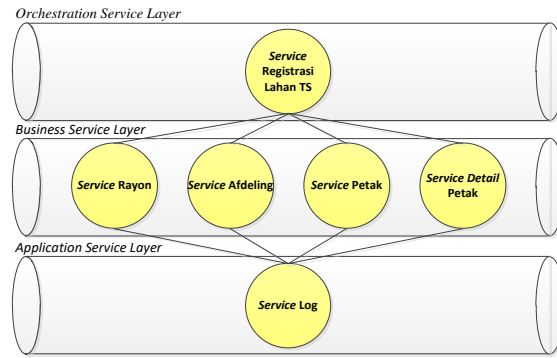 Orchestration Service Layer
Service
Registrasi
Lahan TS
Business Service Layer
Service Rayon
Service Afdeling
Service Petak
Service Detail
Petak
Application Service Layer
Service Log